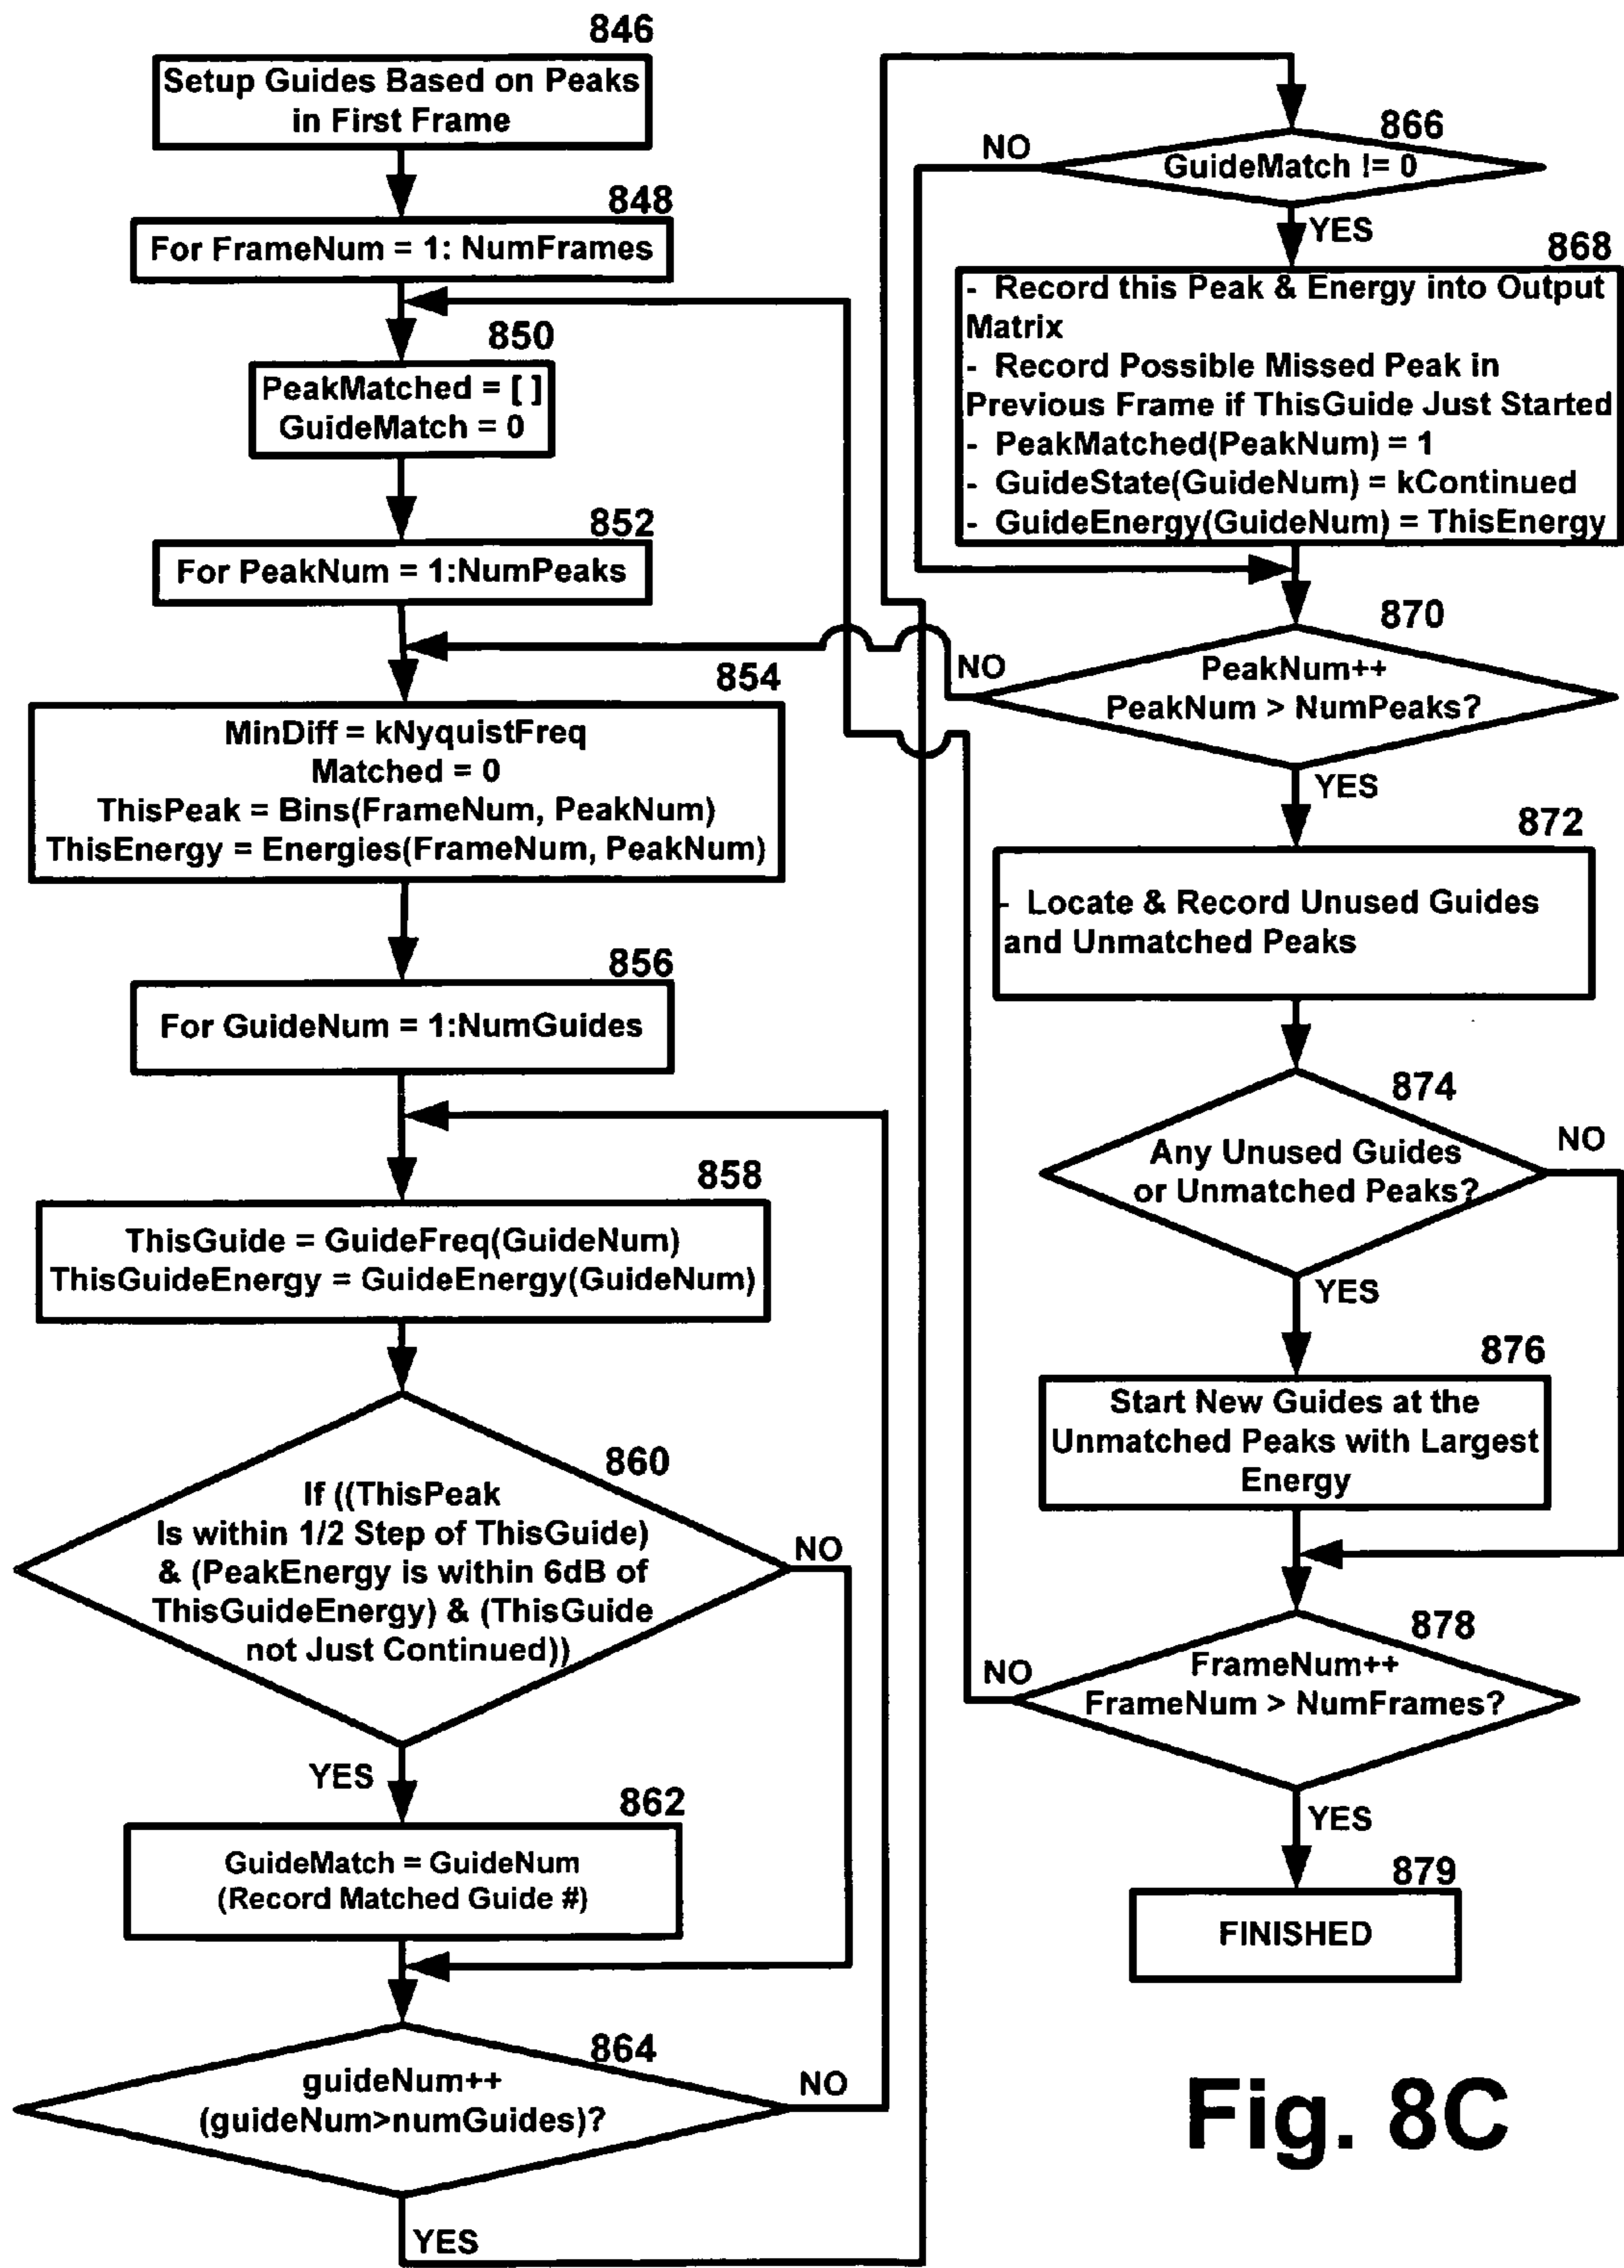 846
Setup Guides Based on Peaks
in First Frame
848
For FrameNum = 1: NumFrames
850
PeakMatched = [ ]
GuideMatch = 0
852
For PeakNum = 1:NumPeaks
854
MinDiff = kNyquistFreq
Matched = 0
ThisPeak = Bins(FrameNum, PeakNum)
ThisEnergy = Energies(FrameNum, PeakNum)
856
For GuideNum = 1:NumGuides
858
ThisGuide = GuideFreq(GuideNum)
ThisGuideEnergy = GuideEnergy(GuideNum)
860
If ((ThisPeak
Is within 1/2 Step of ThisGuide)
& (PeakEnergy is within 6dB of
ThisGuideEnergy) & (ThisGuide
not Just Continued))
NO
YES
862
GuideMatch = GuideNum
(Record Matched Guide #)
864
guideNum++
(guideNum>numGuides)?
NO
YES
866
GuideMatch != 0
NO
YES
868
- Record this Peak & Energy into Output
Matrix
- Record Possible Missed Peak in
Previous Frame if ThisGuide Just Started
- PeakMatched(PeakNum) = 1
- GuideState(GuideNum) = kContinued
- GuideEnergy(GuideNum) = ThisEnergy
870
PeakNum++
PeakNum > NumPeaks?
NO
YES
872
- Locate & Record Unused Guides
and Unmatched Peaks
874
Any Unused Guides
or Unmatched Peaks?
NO
YES
876
Start New Guides at the
Unmatched Peaks with Largest
Energy
878
FrameNum++
FrameNum > NumFrames?
NO
YES
879
FINISHED
Fig. 8C